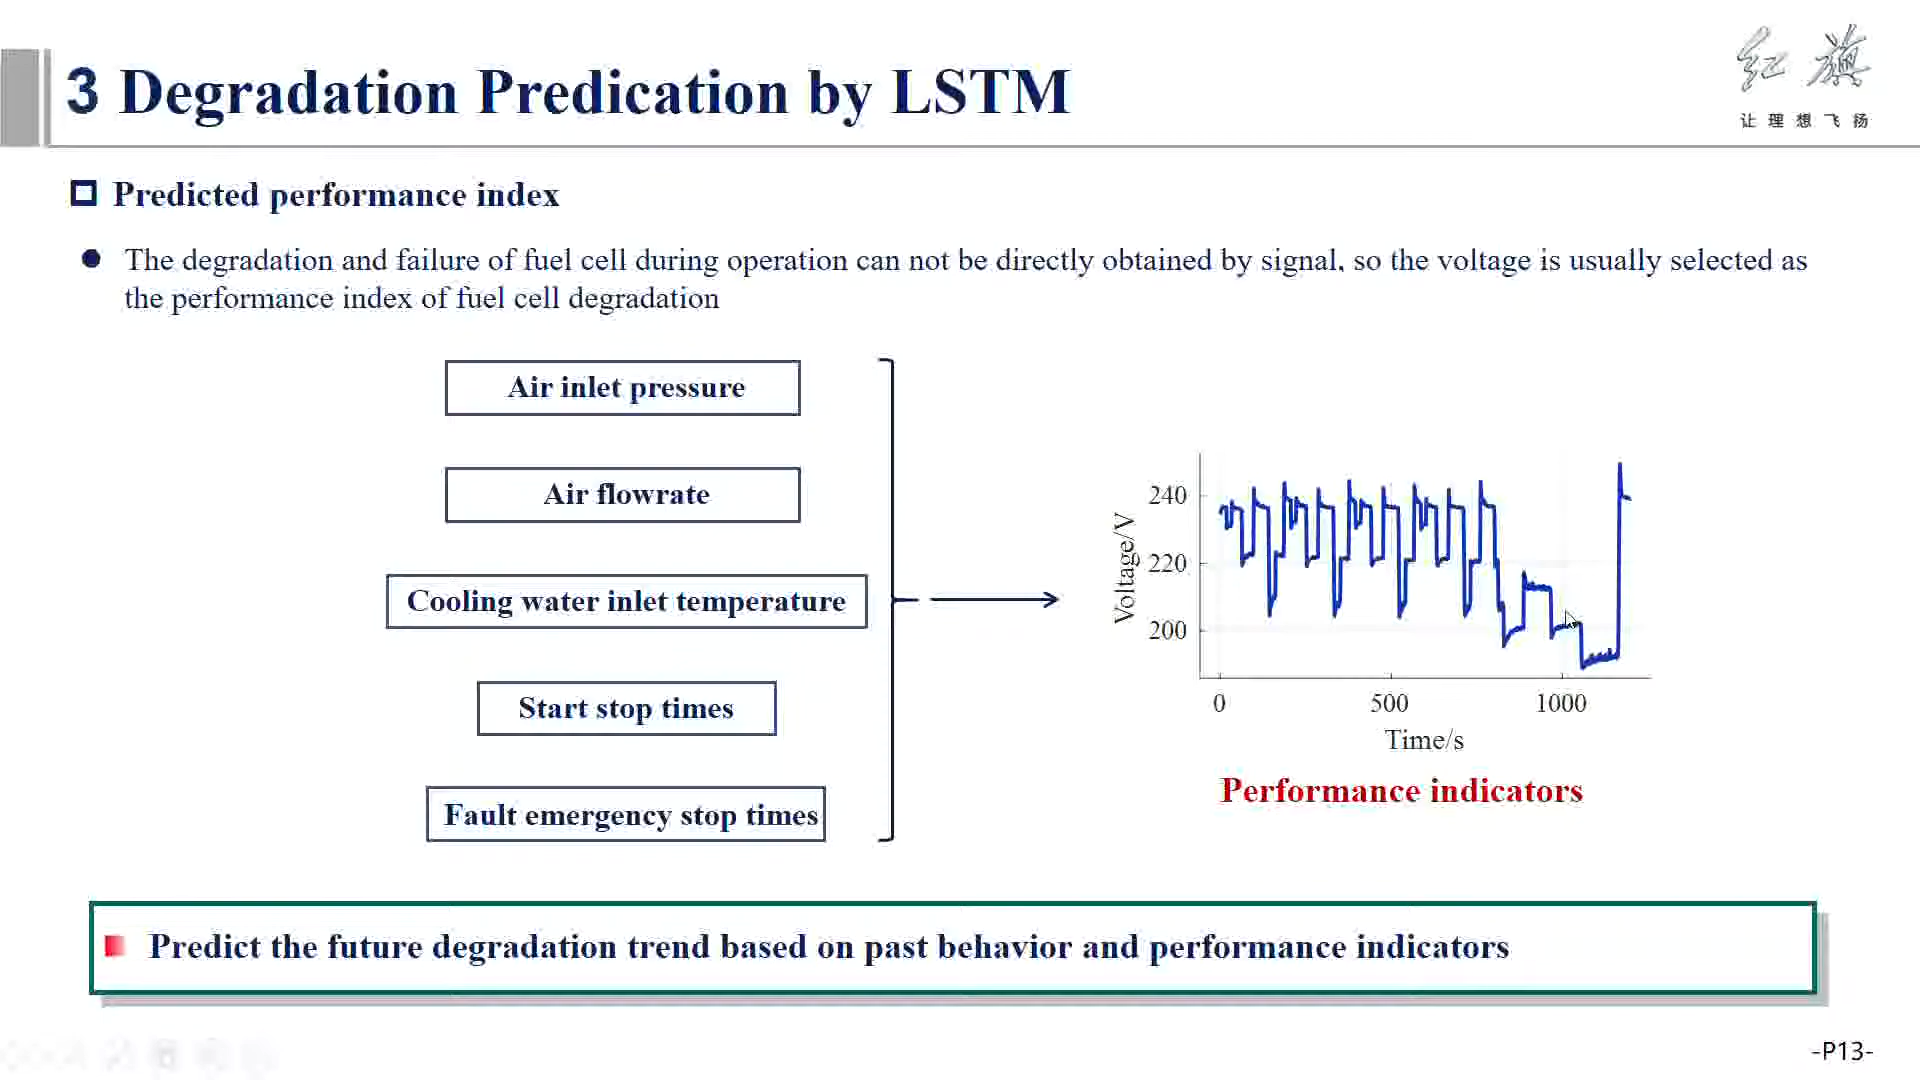 3 Degradation Predication by LSTM
红旗
让理想飞扬
Predicted performance index
The degradation and failure of fuel cell during operation can not be directly obtained by signal, so the voltage is usually selected as
the performance index of fuel cell degradation
Air inlet pressure
Air flowrate
Cooling water inlet temperature
Start stop times
Fault emergency stop times
Voltage/V
240
220
200
0 500 1000
Time/s
Performance indicators
Predict the future degradation trend based on past behavior and performance indicators
-P13-